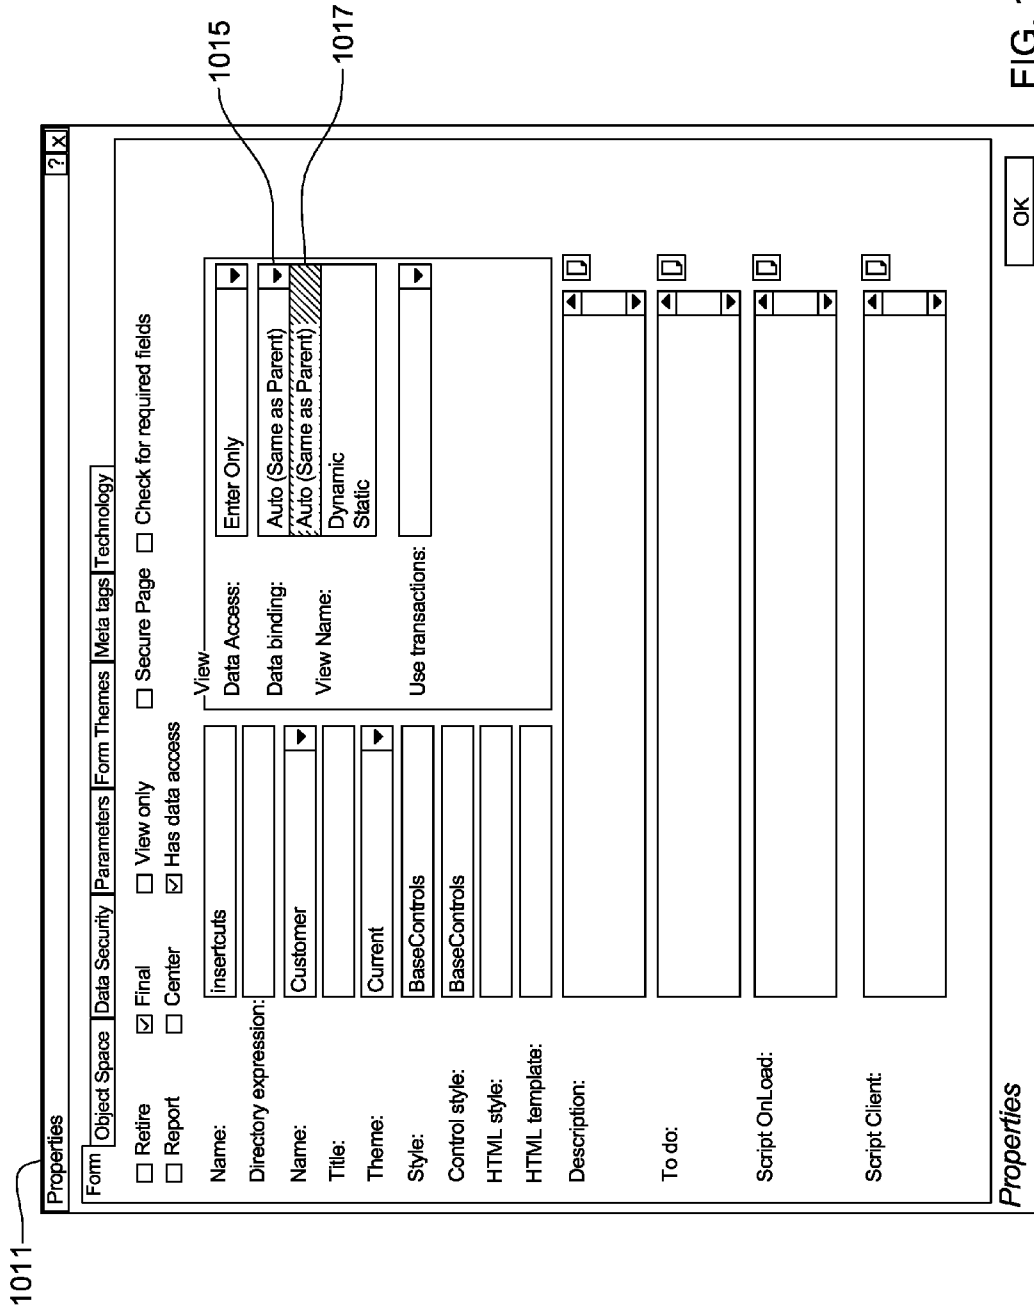 1011
Properties ? x
Form Object Space Data Security Parameters Form Themes Meta tags Technology
Retire Final View only Secure Page Check for required fields
Report Center Has data access
Name: insertcuts
Directory expression:
Name: Customer
Title:
Theme: Current
Style: BaseControls
Control style: BaseControls
HTML style:
HTML template:
View
Data Access: Enter Only
Data binding: Auto (Same as Parent)
Auto (Same as Parent)
View Name: Dynamic
Static
Use transactions:
1015
1017
Description:
To do:
Script OnLoad:
Script Client:
Properties
OK
FIG.